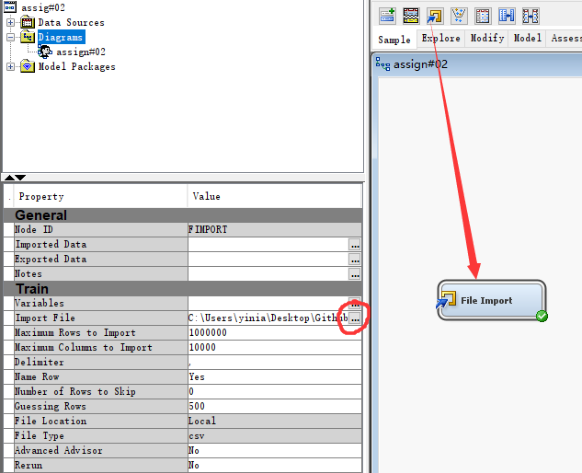 assig#02
Data Sources
Diagrams
assign#02
Model Packages
. Property Value
General
Node ID FIMPORT
Imported Data ...
Exported Data ...
Notes ...
Train
Variables ...
Import File C:\Users\yinia\Desktop\Github ...
Maximum Rows to Import 1000000
Maximum Columns to Import 10000
Delimiter ,
Name Row Yes
Number of Rows to Skip 0
Guessing Rows 500
File Location Local
File Type csv
Advanced Advisor No
Rerun No
Sample Explore Modify Model Assess
assign#02
File Import